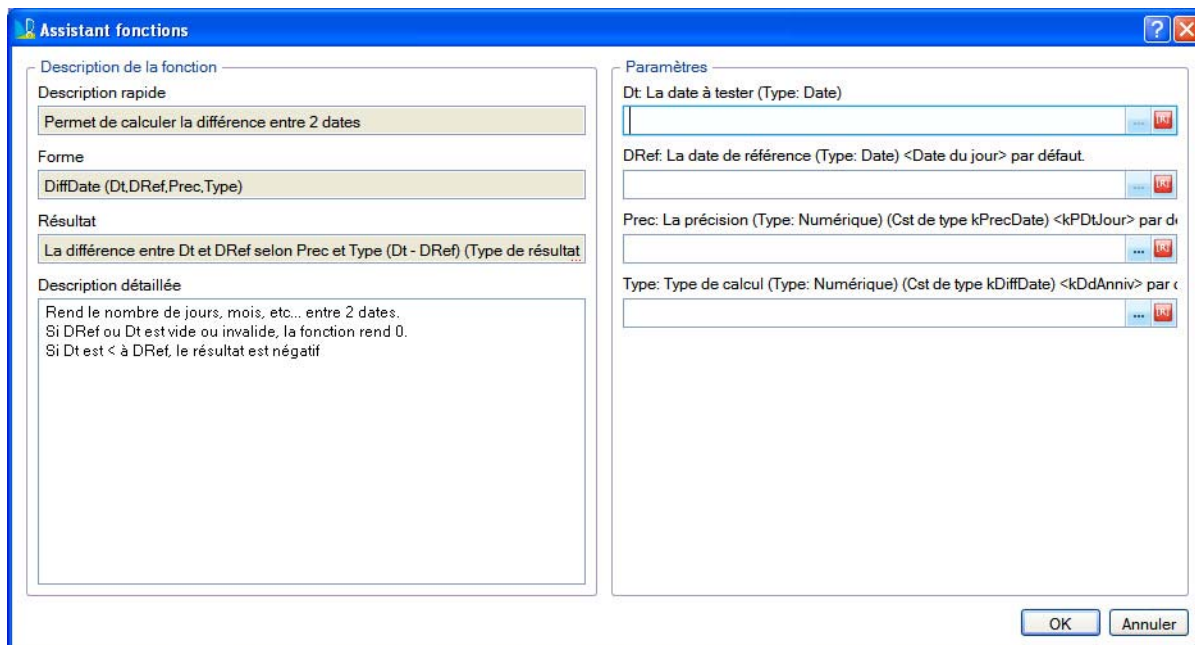 Assistant fonctions
Description de la fonction
Description rapide
Permet de calculer la différence entre 2 dates
Forme
DiffDate (Dt,DRef,Prec,Type)
Résultat
La différence entre Dt et DRef selon Prec et Type (Dt - DRef) (Type de résultat
Description détaillée
Rend le nombre de jours, mois, etc... entre 2 dates.
Si DRef ou Dt est vide ou invalide, la fonction rend 0.
Si Dt est < à DRef, le résultat est négatif
Paramètres
Dt: La date à tester (Type: Date)
...
DRef: La date de référence (Type: Date) <Date du jour> par défaut.
...
Prec: La précision (Type: Numérique) (Cst de type kPrecDate) <kPDtJour> par dé
...
Type: Type de calcul (Type: Numérique) (Cst de type kDiffDate) <kDdAnniv> par
...
OK
Annuler